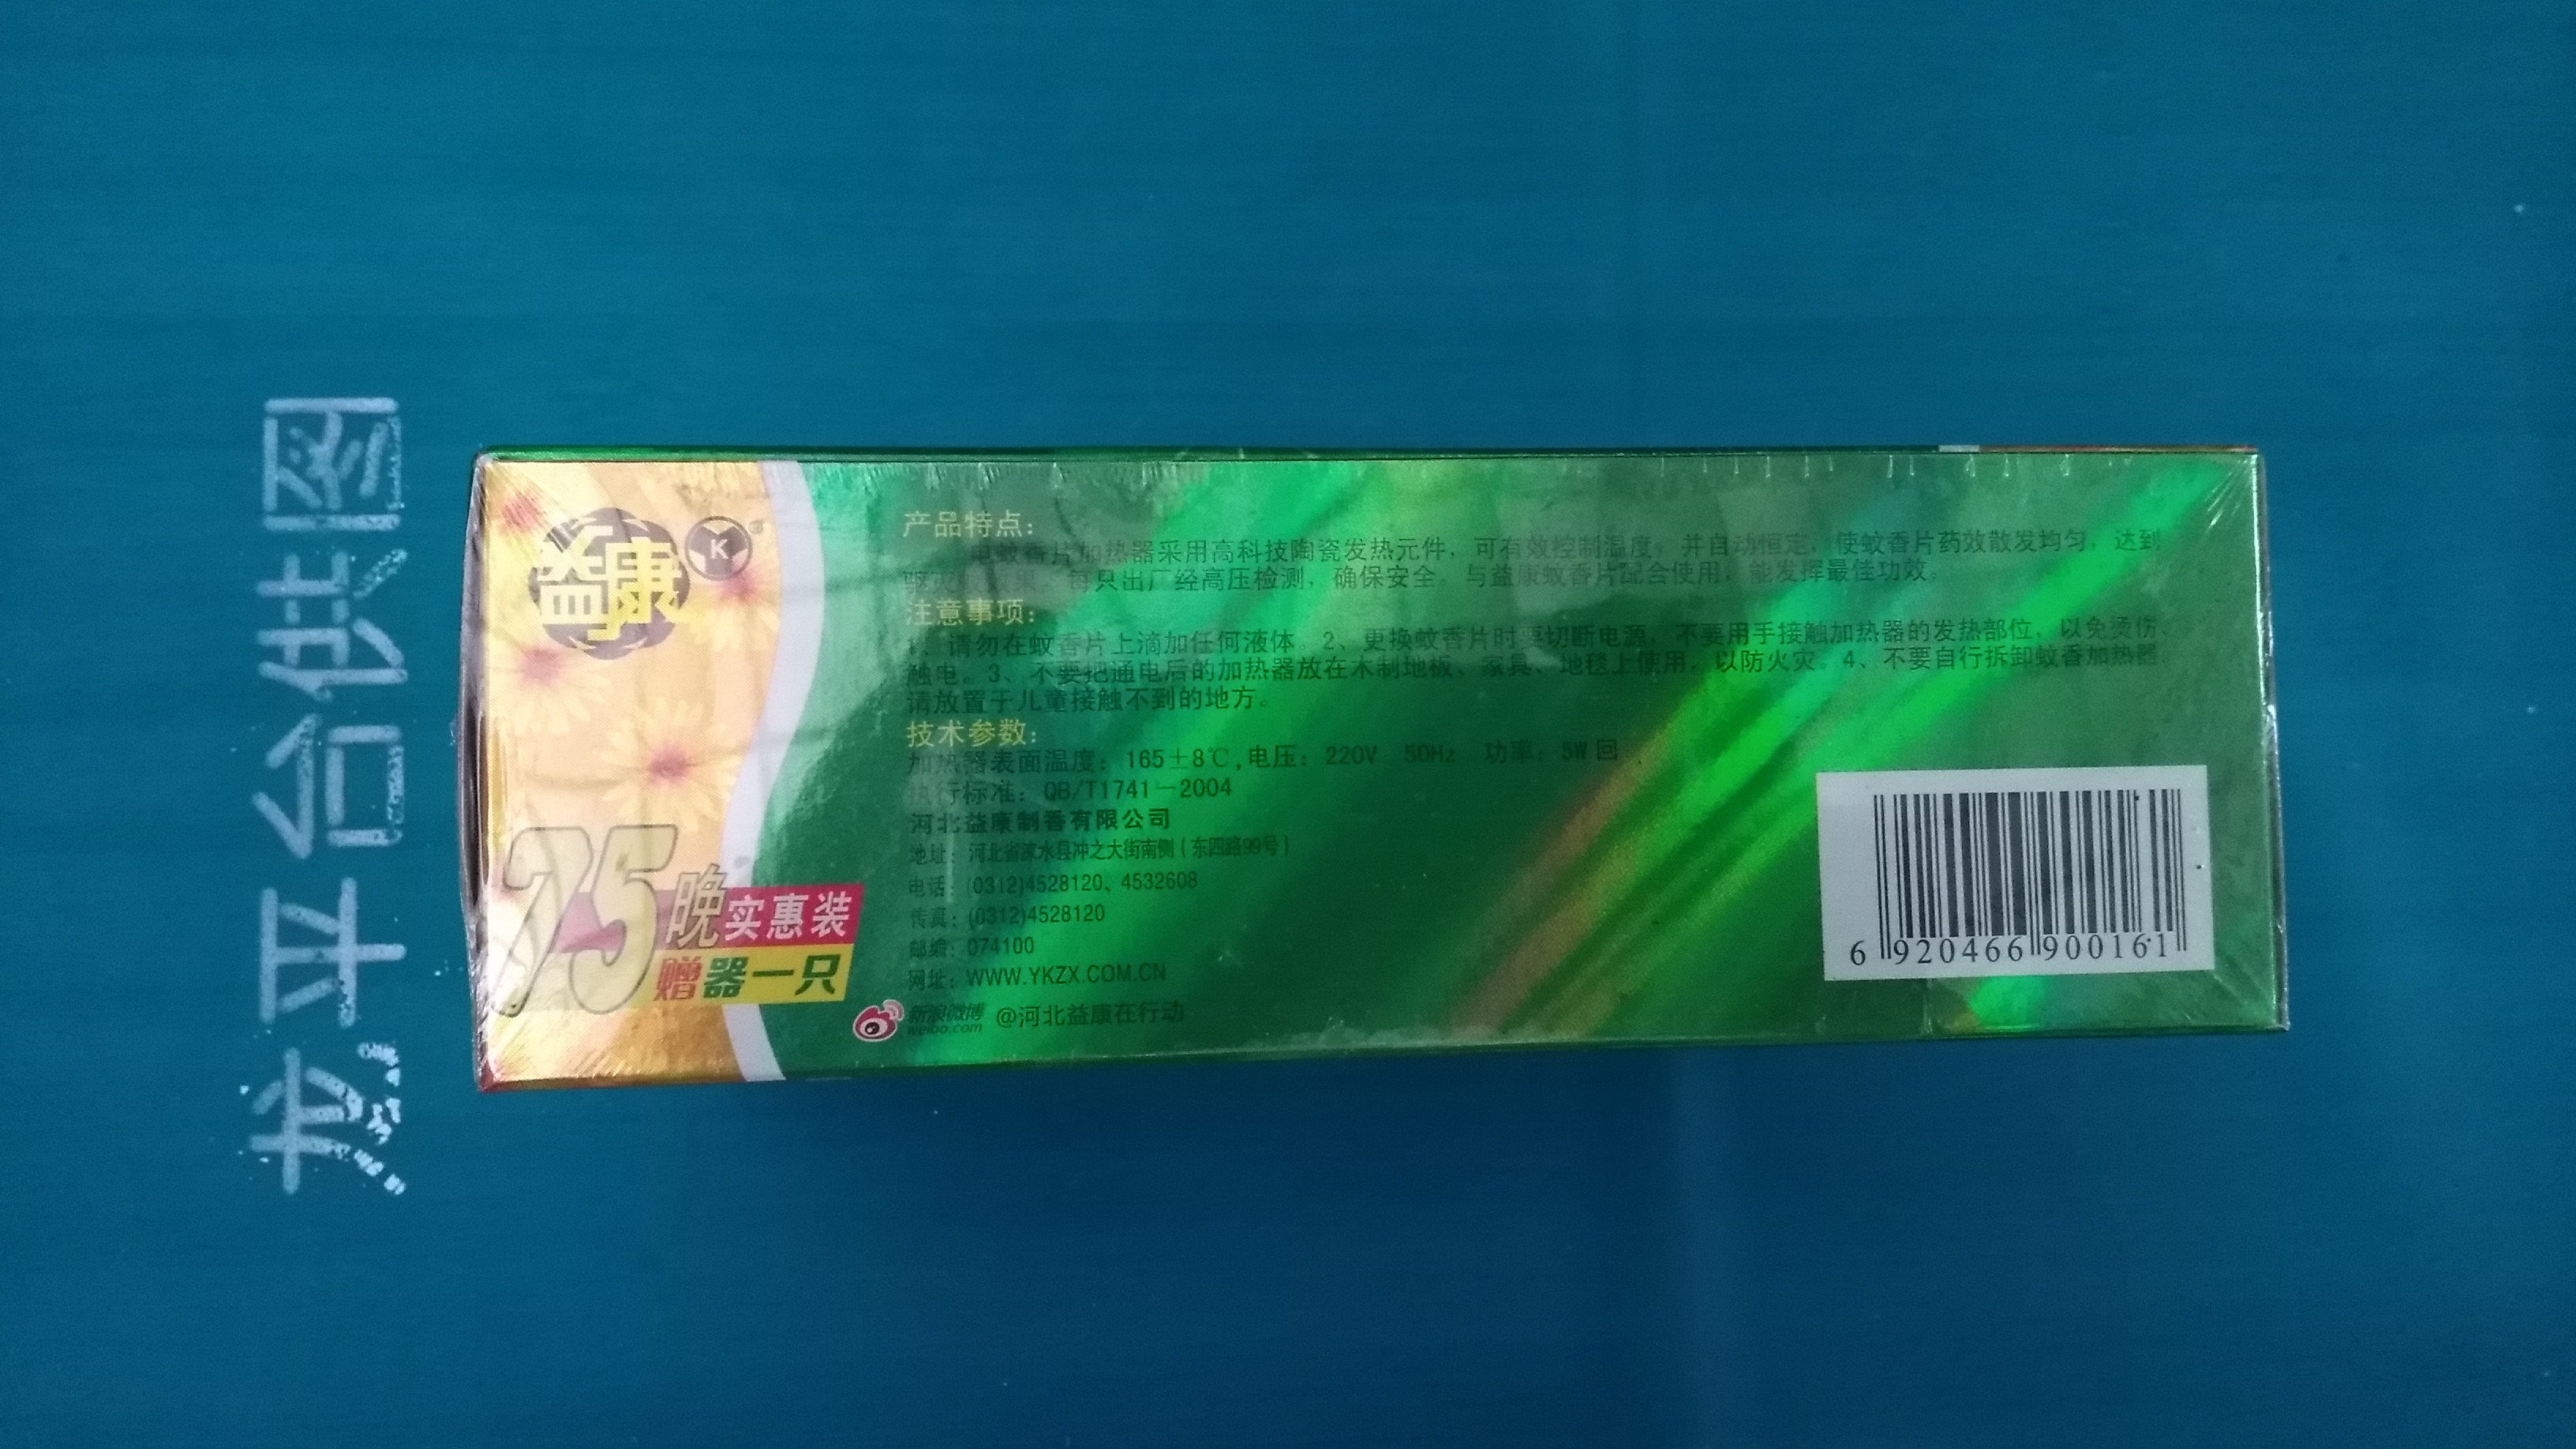 龙平台供图
益康
K
®
75晚实惠装
赠器一只
产品特点:
电蚊香片加热器采用高科技陶瓷发热元件，可有效控制温度，并自动恒定，使蚊香片药效散发均匀，达到
驱灭 效果。每只出厂经高压检测，确保安全。与益康蚊香片配合使用，能发挥最佳功效。
注意事项:
1、请勿在蚊香片上滴加任何液体。2、更换蚊香片时要切断电源，不要用手接触加热器的发热部位，以免烫伤、
触电。3、不要把通电后的加热器放在木制地板、家具、地毯上使用，以防火灾。4、不要自行拆卸蚊香加热器，
请放置于儿童接触不到的地方。
技术参数:
加热器表面温度：165±8℃,电压：220V 50Hz 功率：5W 回
执行标准：QB/T1741－2004
河北益康制香有限公司
地址：河北省涞水县冲之大街南侧（东四路99号）
电话：(0312)4528120、4532608
传真：(0312)4528120
邮编：074100
网址：WWW.YKZX.COM.CN
新浪微博 @河北益康在行动
weibo.com
6 920466 900161